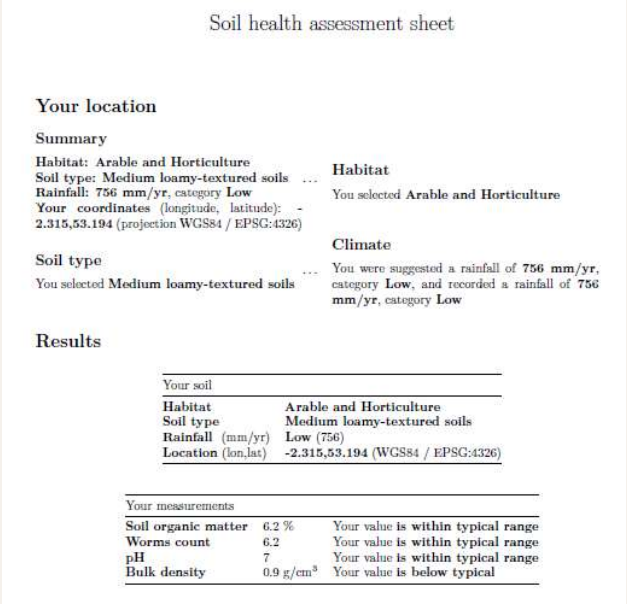 Soil health assessment sheet
Your location
Summary
Habitat: Arable and Horticulture
Soil type: Medium loamy-textured soils
Rainfall: 756 mm/yr, category Low
Your coordinates (longitude, latitude): -
2.315,53.194 (projection WGS84 / EPSG:4326)
...
Habitat
You selected Arable and Horticulture
Soil type
You selected Medium loamy-textured soils
...
Climate
You were suggested a rainfall of 756 mm/yr,
category Low, and recorded a rainfall of 756
mm/yr, category Low
Results
Your soil
Habitat Arable and Horticulture
Soil type Medium loamy-textured soils
Rainfall (mm/yr) Low (756)
Location (lon,lat) -2.315,53.194 (WGS84 / EPSG:4326)
Your measurements
Soil organic matter 6.2 % Your value is within typical range
Worms count 6.2 Your value is within typical range
pH 7 Your value is within typical range
Bulk density 0.9 g/cm³ Your value is below typical